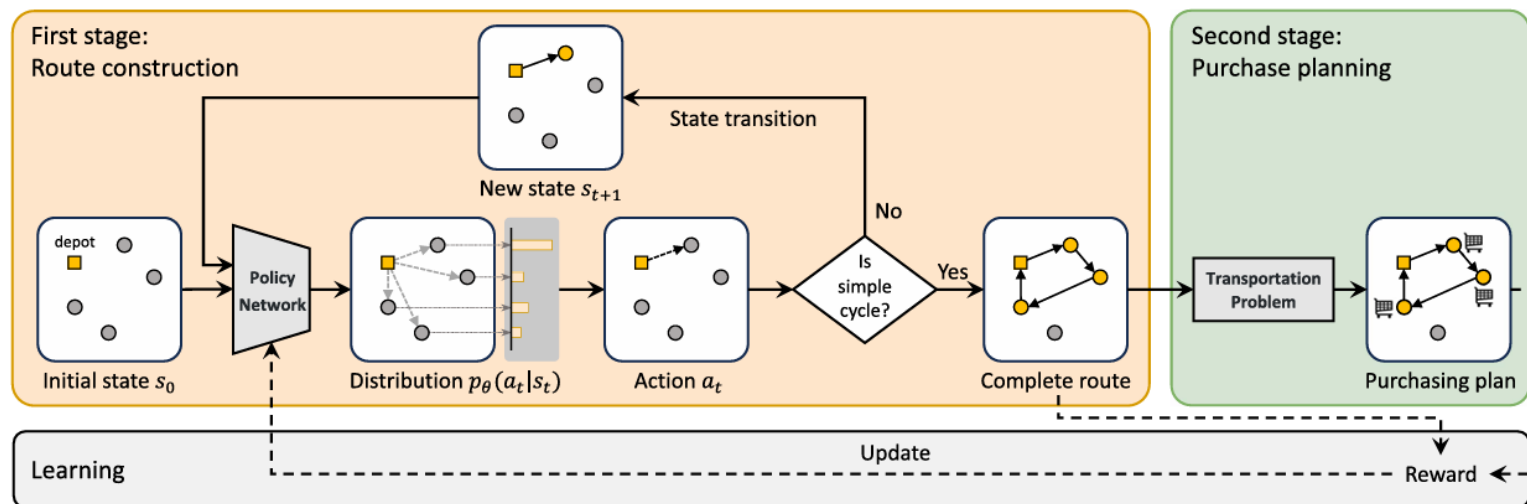 First stage:
Route construction
Second stage:
Purchase planning
State transition
New state s_{t+1}
No
depot
Policy
Network
Is
simple
cycle?
Yes
Transportation
Problem
Initial state s_0
Distribution p_θ(a_t|s_t)
Action a_t
Complete route
Purchasing plan
Update
Learning
Reward